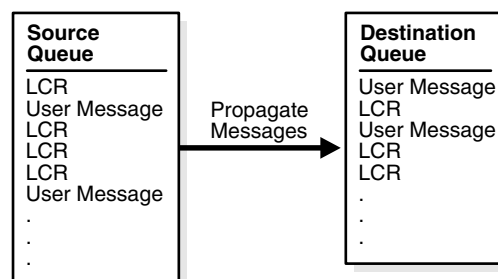 Source
Queue
LCR
User Message
LCR
LCR
LCR
User Message
.
.
.
Propagate
Messages
Destination
Queue
User Message
LCR
User Message
LCR
LCR
.
.
.